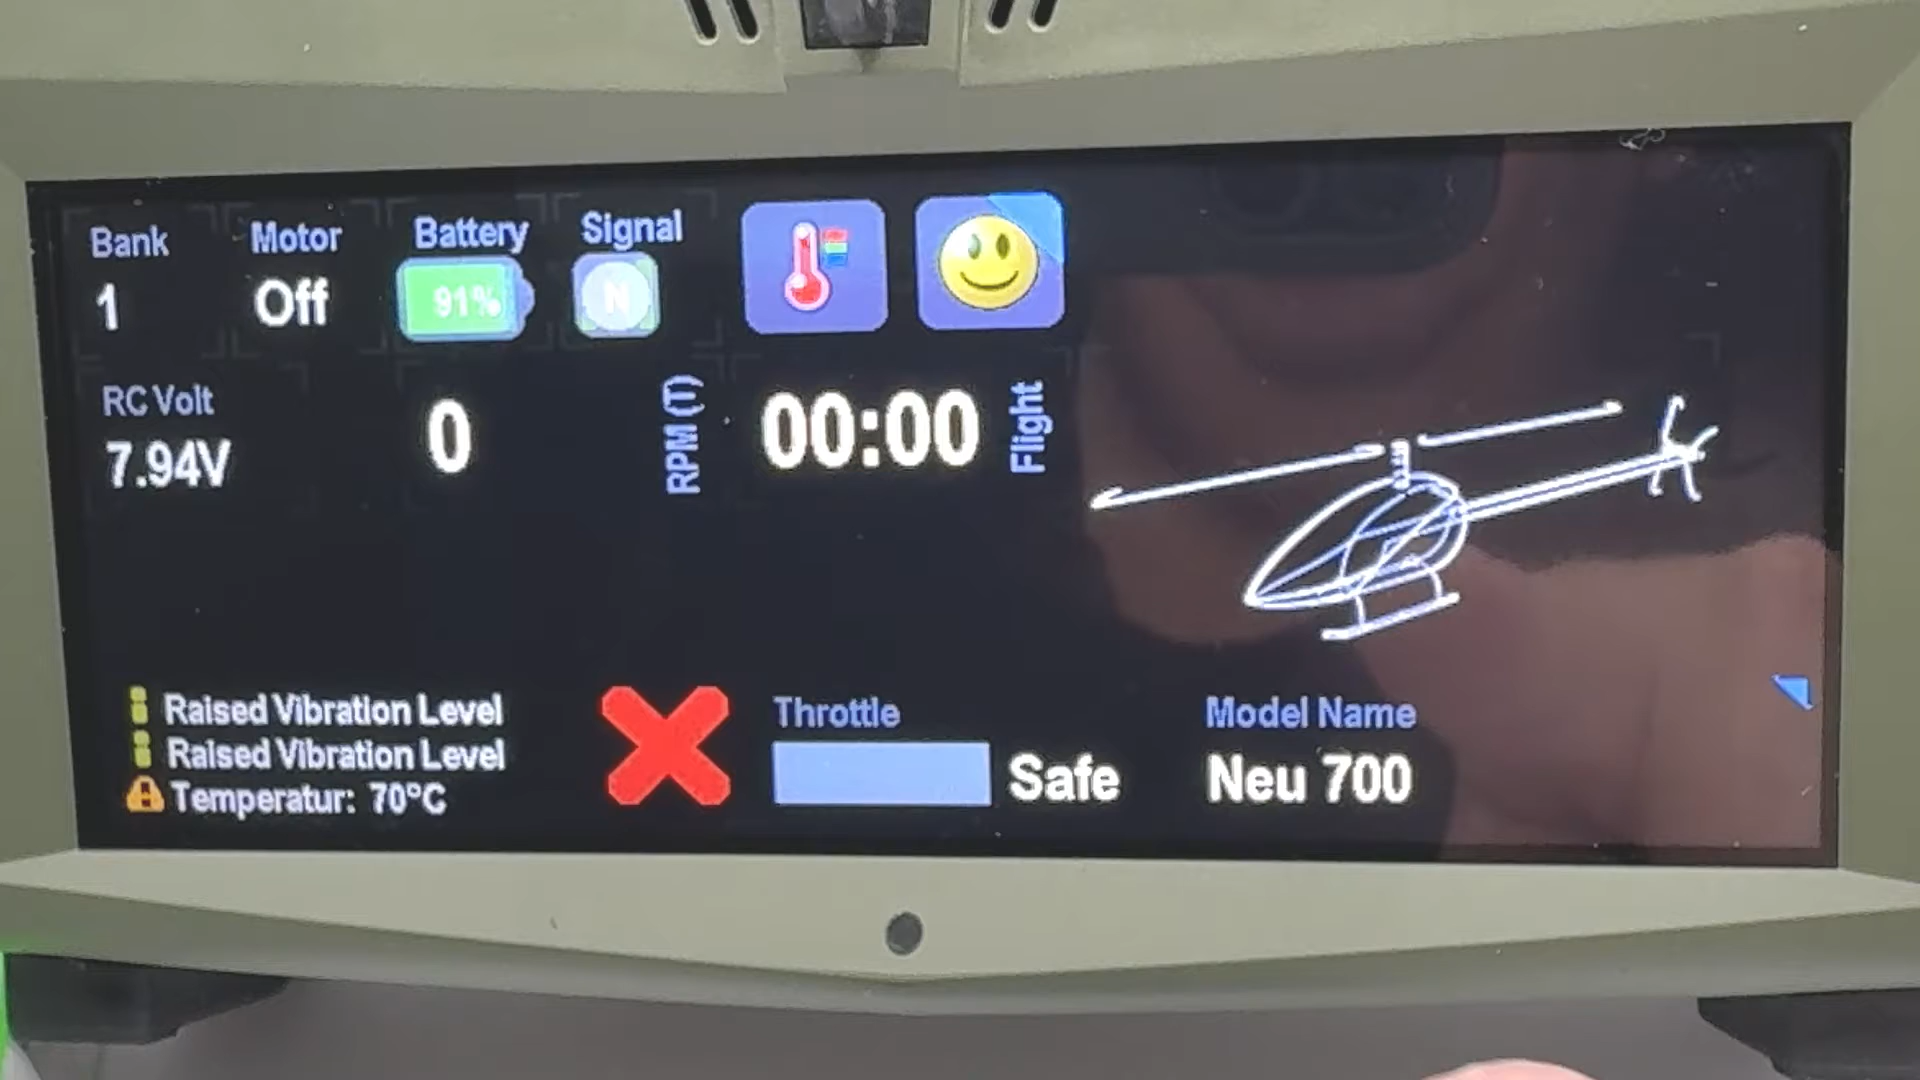 Bank
1
Motor
Off
Battery
91%
Signal
N
RC Volt
7.94V
0
RPM (T)
00:00
Flight
Raised Vibration Level
Raised Vibration Level
Temperatur: 70°C
Throttle
Safe
Model Name
Neu 700